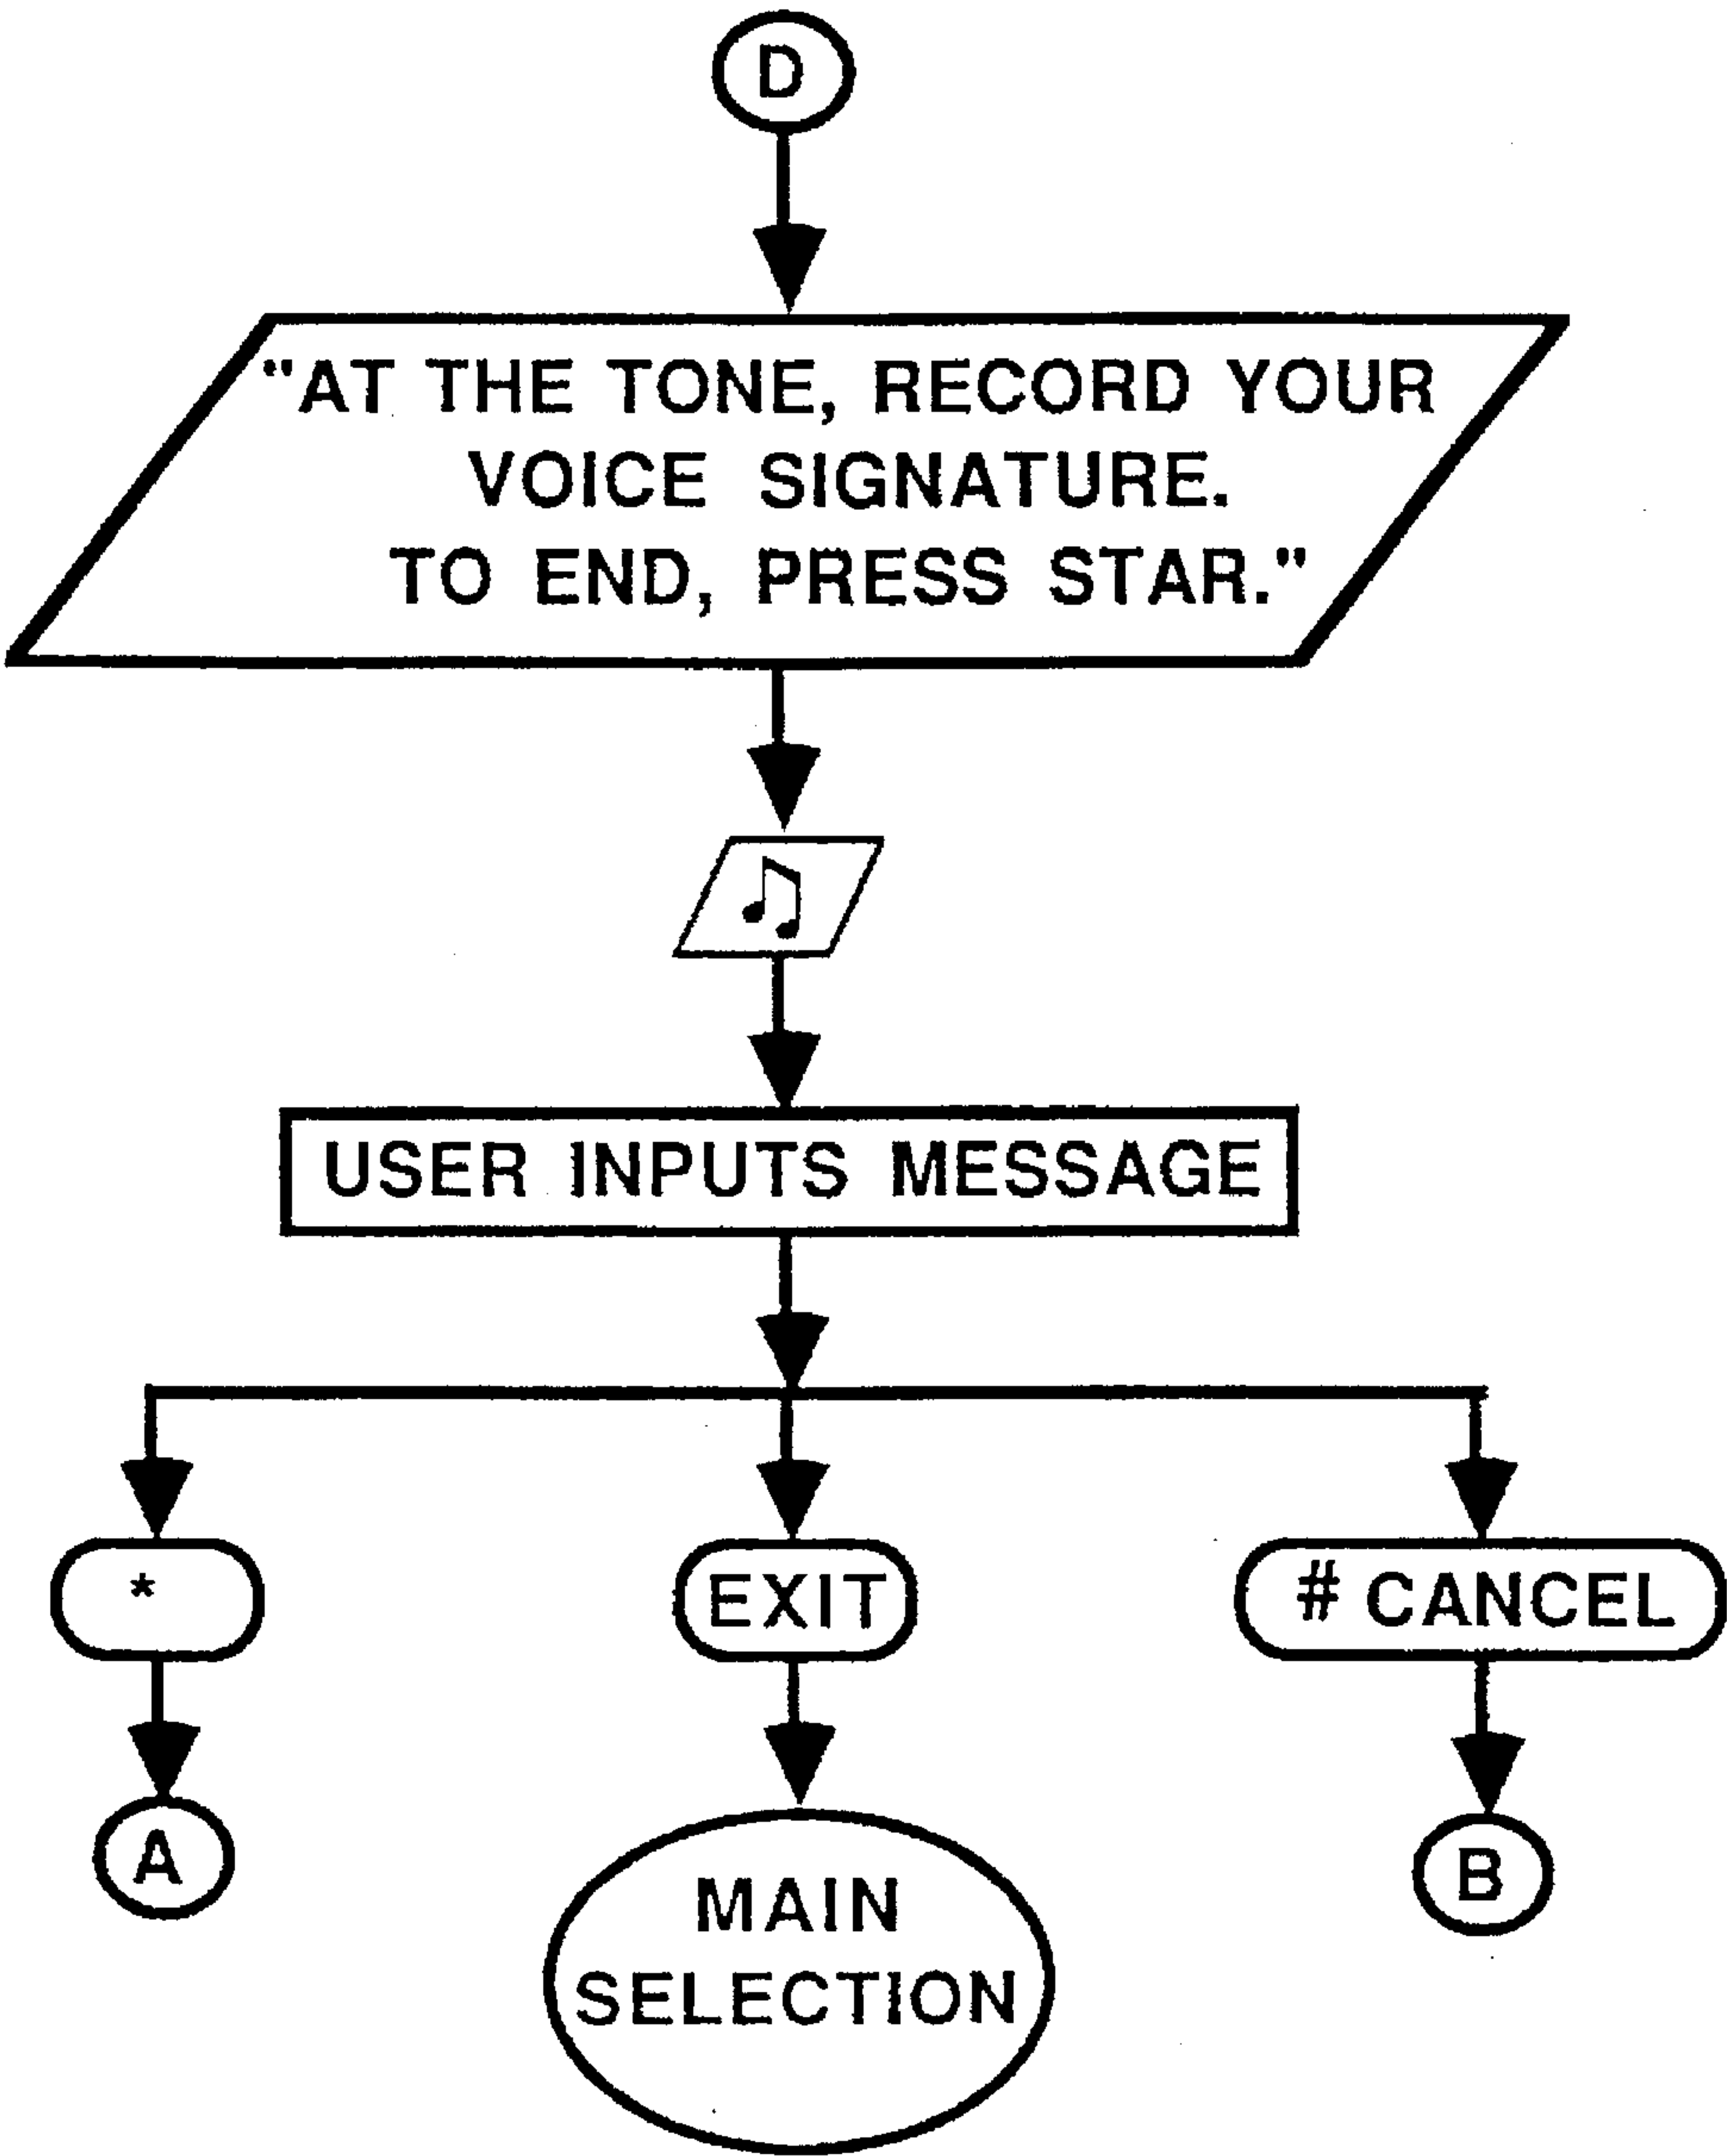 D
"AT THE TONE, RECORD YOUR
VOICE SIGNATURE.
TO END, PRESS STAR."
USER INPUTS MESSAGE
*
EXIT
# CANCEL
A
MAIN
SELECTION
B